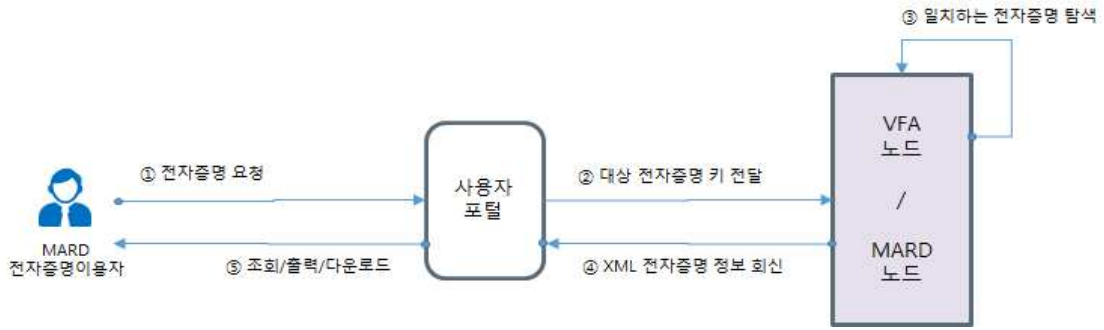 ③ 일치하는 전자증명 탐색
VFA
노드
/
MARD
노드
① 전자증명 요청
사용자
포털
② 대상 전자증명 키 전달
MARD
전자증명이용자
⑤ 조회/출력/다운로드
④ XML 전자증명 정보 회신